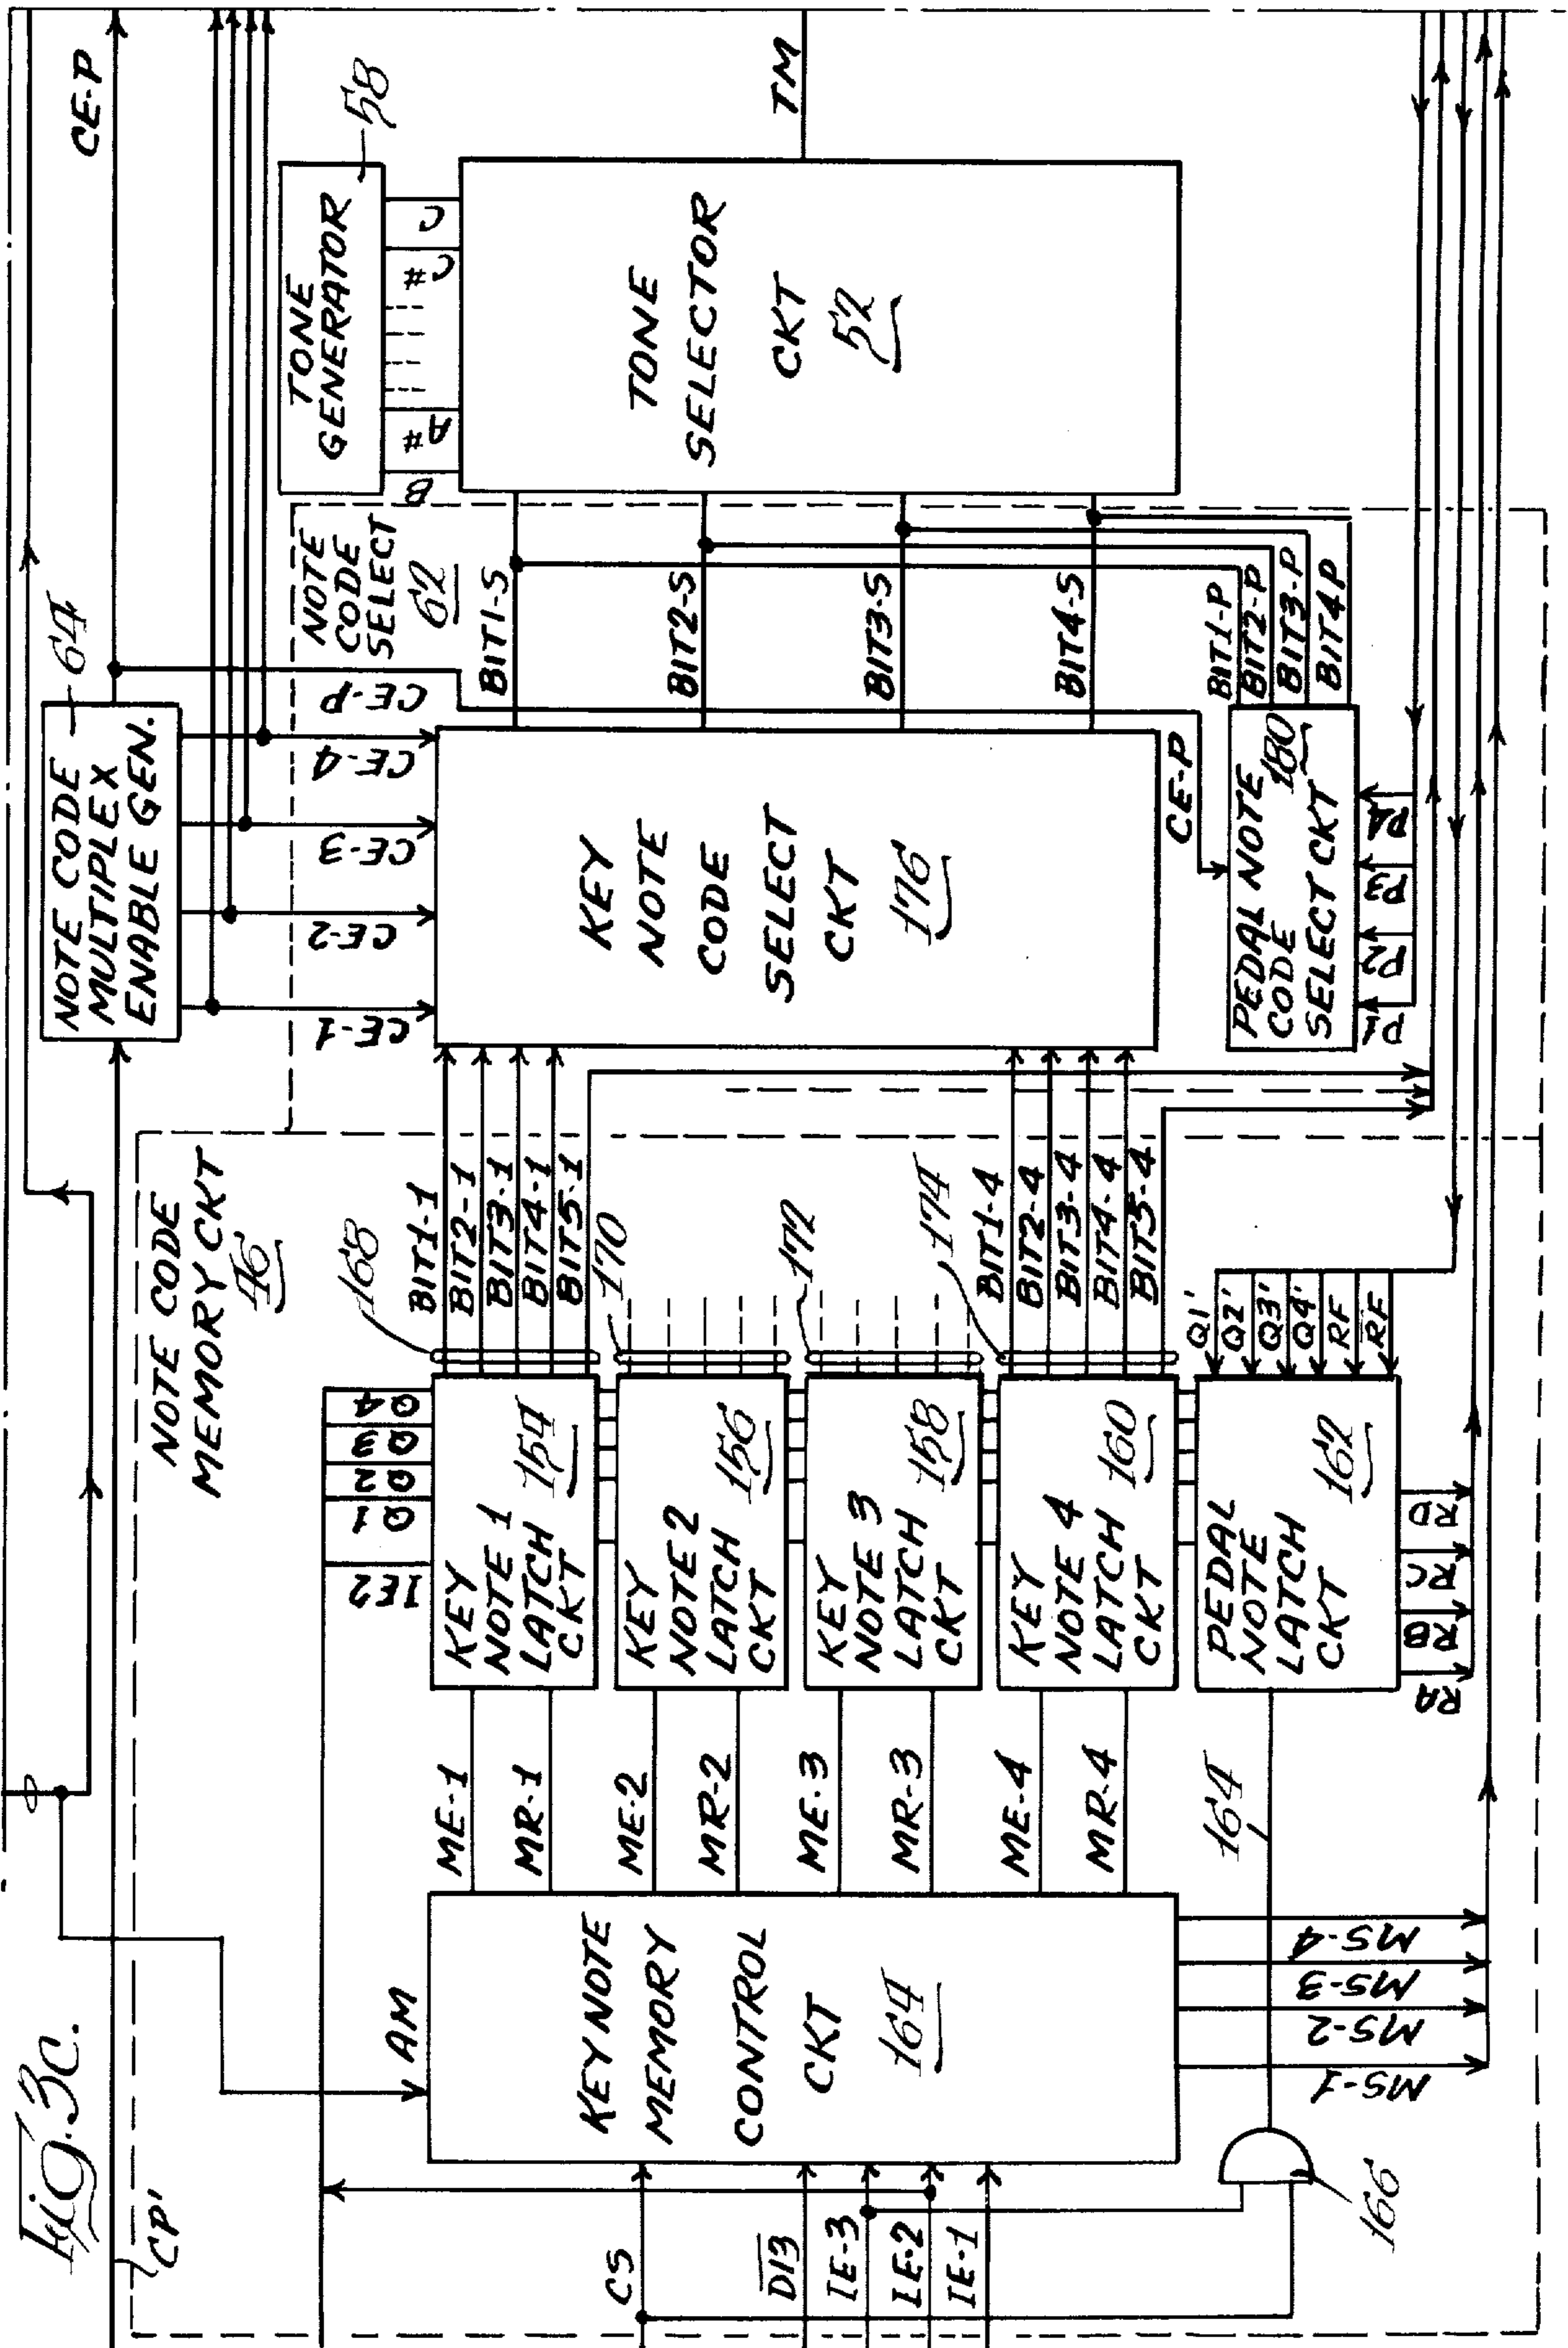 Fig. 3C.
CP'
CE-P
NOTE CODE
MULTIPLEX
ENABLE GEN.
64
TONE
GENERATOR
58
B
A#
C#
C
TONE
SELECTOR
CKT
52
TM
NOTE
CODE
SELECT
62
CE-P
CE-1
CE-2
CE-3
CE-4
KEY
NOTE
CODE
SELECT
CKT
176
BIT1-S
BIT2-S
BIT3-S
BIT4-S
BIT1-P
BIT2-P
BIT3-P
BIT4P
CE-P
PEDAL NOTE
CODE 180
SELECT CKT
P1
P2
P3
P4
NOTE CODE
MEMORY CKT
46
168
BIT1-1
BIT2-1
BIT3-1
BIT4-1
BIT5-1
170
172
174
BIT1-4
BIT2-4
BIT3-4
BIT4-4
BIT5-4
IE2
Q1
Q2
Q3
Q4
KEY
NOTE 1
LATCH
CKT
154
KEY
NOTE 2
LATCH
CKT
156
KEY
NOTE 3
LATCH
CKT
158
KEY
NOTE 4
LATCH
CKT
160
PEDAL
NOTE
LATCH
CKT
162
Q1'
Q2'
Q3'
Q4'
RF
RF
RA
RB
RC
RD
ME-1
MR-1
ME-2
MR-2
ME-3
MR-3
ME-4
MR-4
164
AM
KEY NOTE
MEMORY
CONTROL
CKT
164
MS-1
MS-2
MS-3
MS-4
CS
D13
IE-3
IE-2
IE-1
166